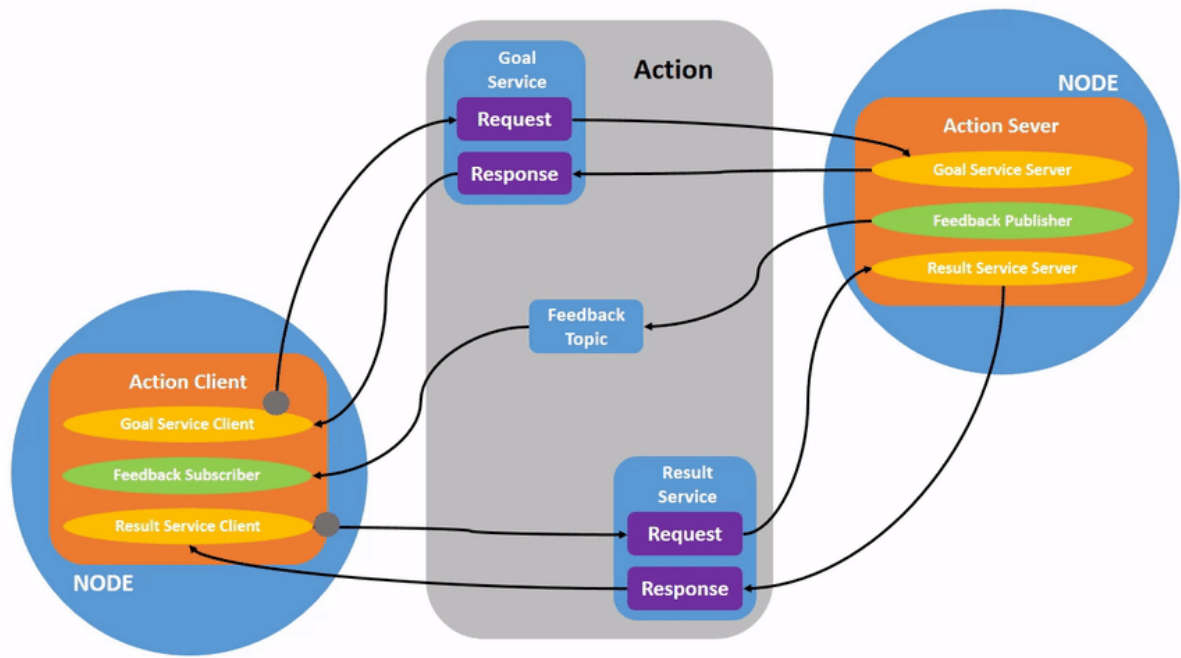 Goal
Service
Request
Response
Action
NODE
Action Sever
Goal Service Server
Feedback Publisher
Result Service Server
Feedback
Topic
Action Client
Goal Service Client
Feedback Subscriber
Result Service Client
NODE
Result
Service
Request
Response